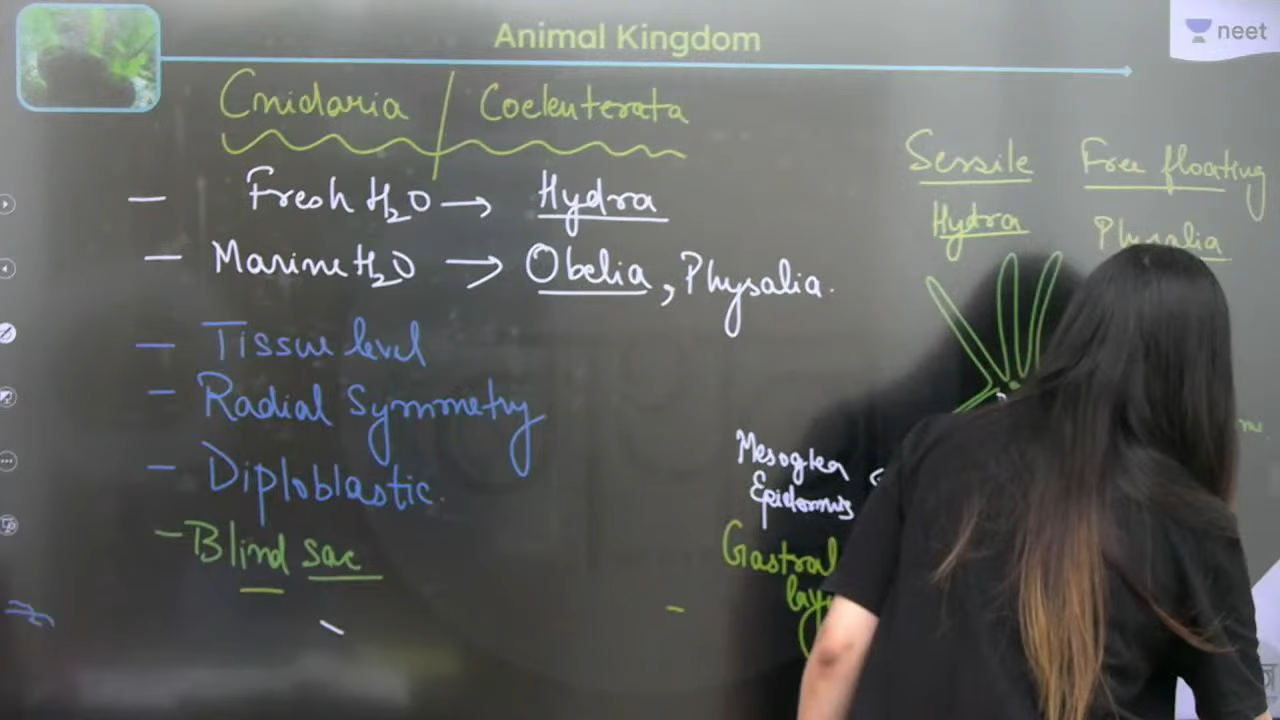 Animal Kingdom
neet
Cnidaria / Coelenterata
Sessile
Free floating
Hydra
Physalia
– Fresh H₂O → Hydra
– Marine H₂O → Obelia, Physalia.
– Tissue level
– Radial Symmetry
– Diploblastic.
– Blind sac
Mesoglea
Epidermis
Gastral